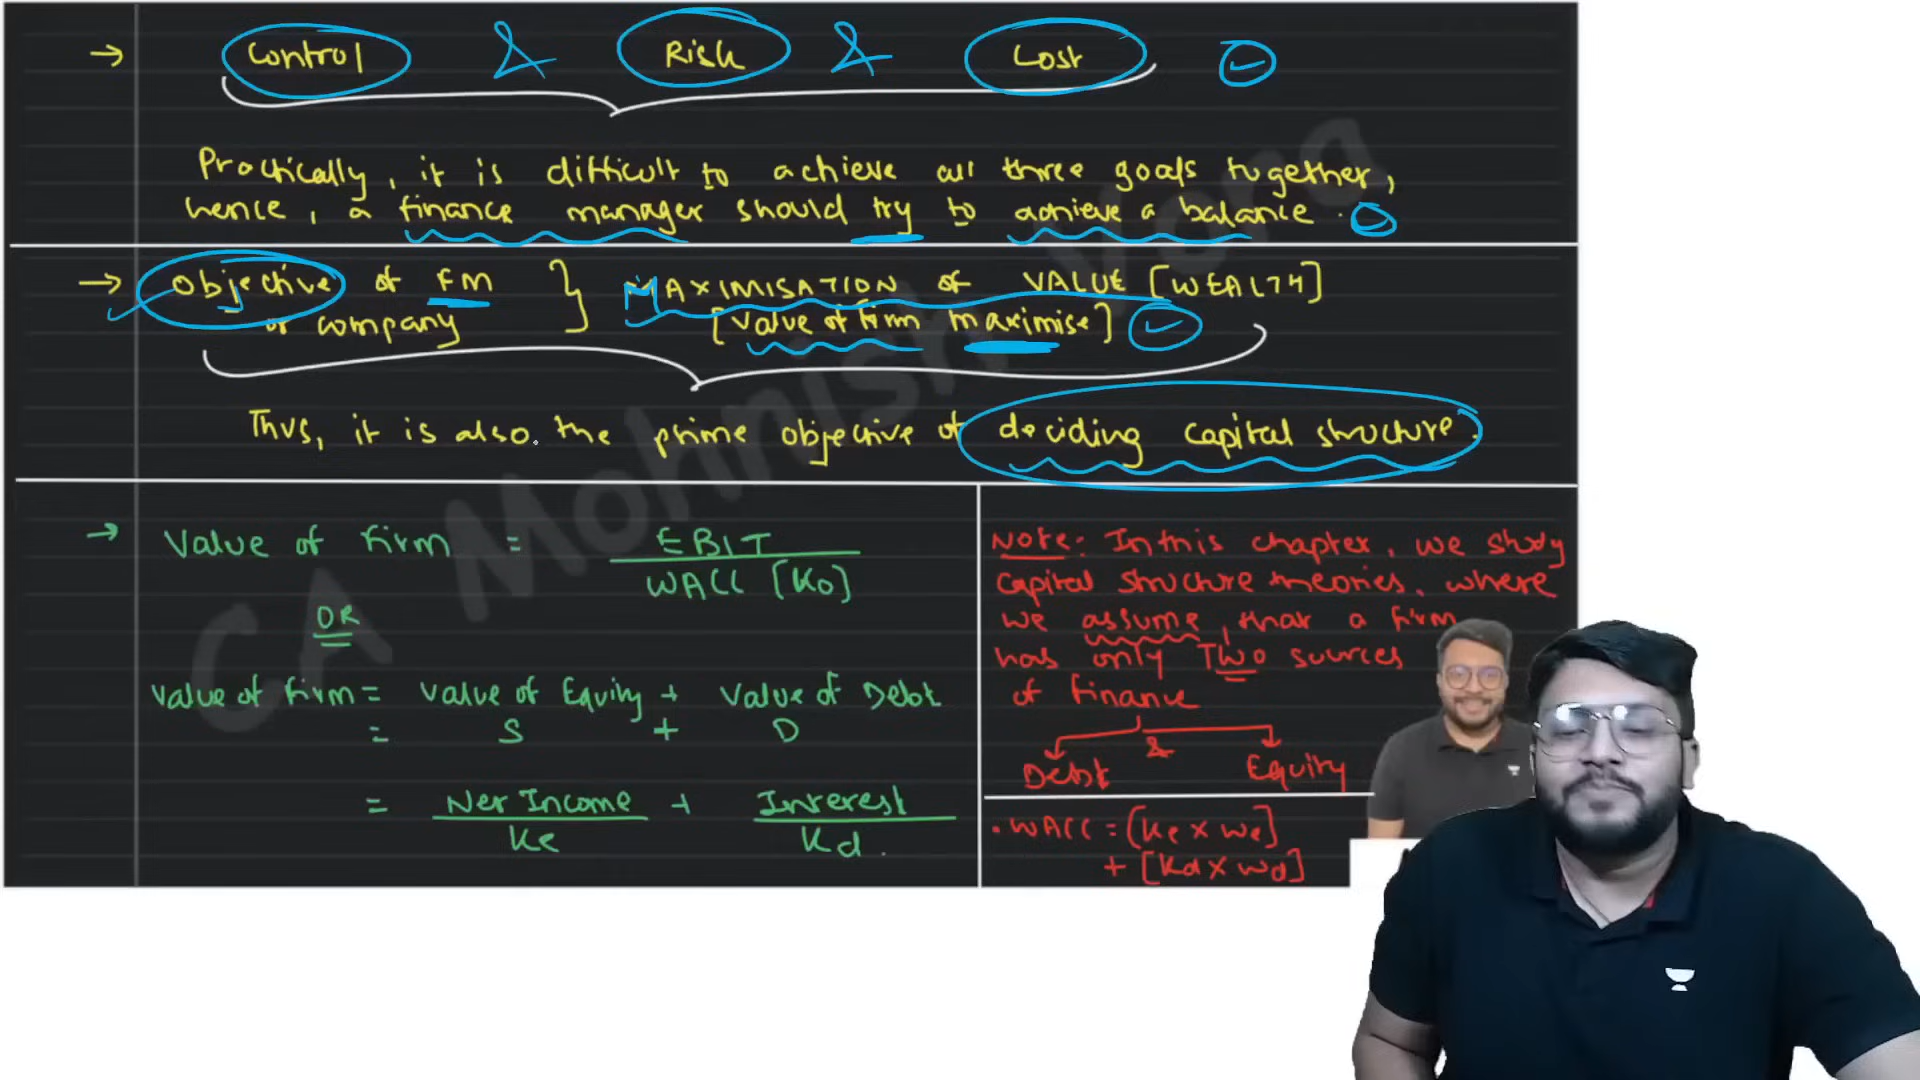 → Control & Risk & Cost
Practically, it is difficult to achieve all three goals together,
hence, a finance manager should try to achieve a balance.
→ Objective of FM } MAXIMISATION of VALUE [WEALTH]
or company [Value of firm maximise]
Thus, it is also the prime objective of deciding capital structure.
→ Value of Firm = EBIT
WACC [Ko]
OR
Value of Firm = Value of Equity + Value of Debt
= S + D
= Net Income + Interest
Ke Kd.
Note: In this chapter, we study
Capital structure theories, where
we assume, that a firm
has only TWO sources
of finance
&
Debt Equity
. WACC = [Ke x We]
+ [Kd x Wd]
CA Mohnish Vora